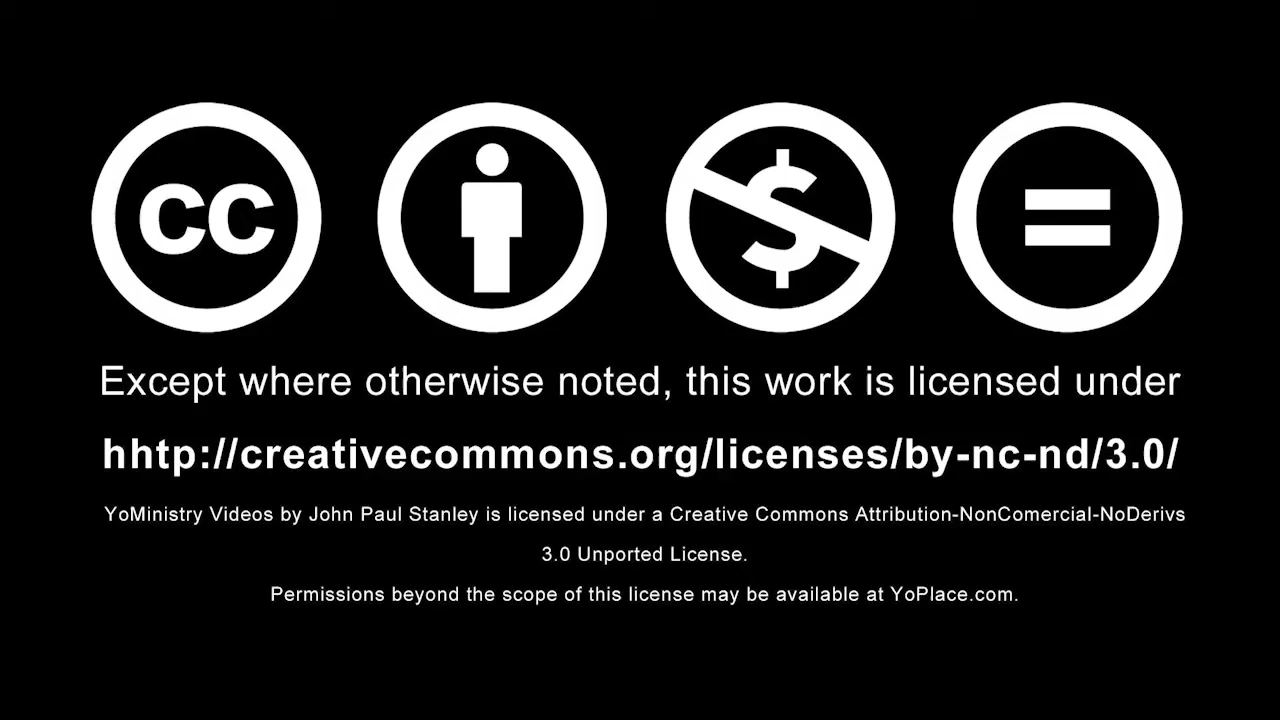 cc
$
=
Except where otherwise noted, this work is licensed under
hhtp://creativecommons.org/licenses/by-nc-nd/3.0/
YoMinistry Videos by John Paul Stanley is licensed under a Creative Commons Attribution-NonComercial-NoDerivs
3.0 Unported License.
Permissions beyond the scope of this license may be available at YoPlace.com.